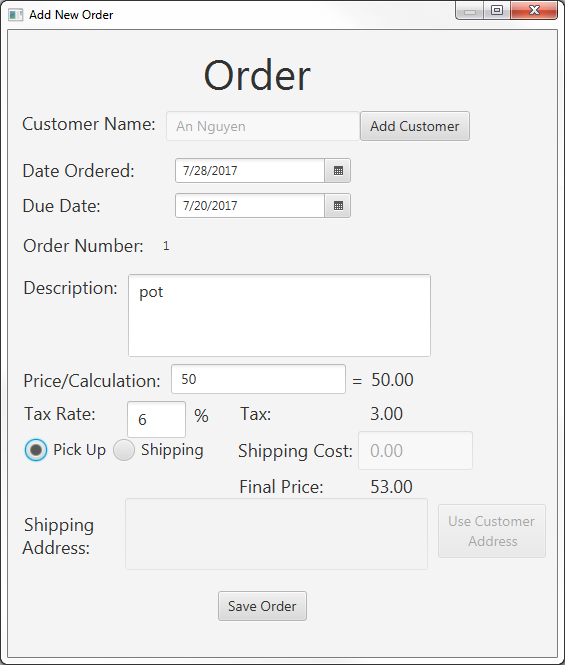 Add New Order
Order
Customer Name: An Nguyen Add Customer
Date Ordered: 7/28/2017
Due Date: 7/20/2017
Order Number: 1
Description: pot
Price/Calculation: 50 = 50.00
Tax Rate: 6 % Tax: 3.00
Pick Up Shipping Shipping Cost: 0.00
Final Price: 53.00
Shipping
Address:
Use Customer
Address
Save Order